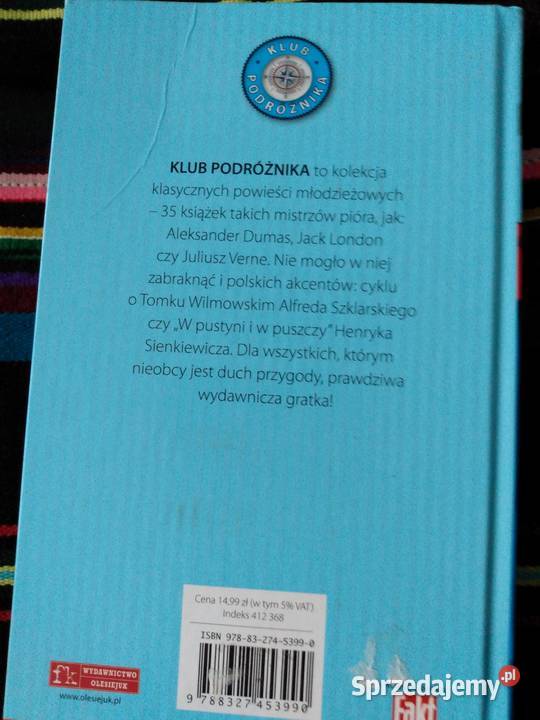 KLUB
PODRÓŻNIKA
KLUB PODRÓŻNIKA to kolekcja
klasycznych powieści młodzieżowych
– 35 książek takich mistrzów pióra, jak:
Aleksander Dumas, Jack London
czy Juliusz Verne. Nie mogło w niej
zabraknąć i polskich akcentów: cyklu
o Tomku Wilmowskim Alfreda Szklarskiego
czy „W pustyni i w puszczy” Henryka
Sienkiewicza. Dla wszystkich, którym
nieobcy jest duch przygody, prawdziwa
wydawnicza gratka!
Cena 14,99 zł (w tym 5% VAT)
Indeks 412 368
ISBN 978-83-274-5399-0
9 788327 453990
fk WYDAWNICTWO
OLESIEJUK
www.olesiejuk.pl
Fakt
Sprzedajemy.pl